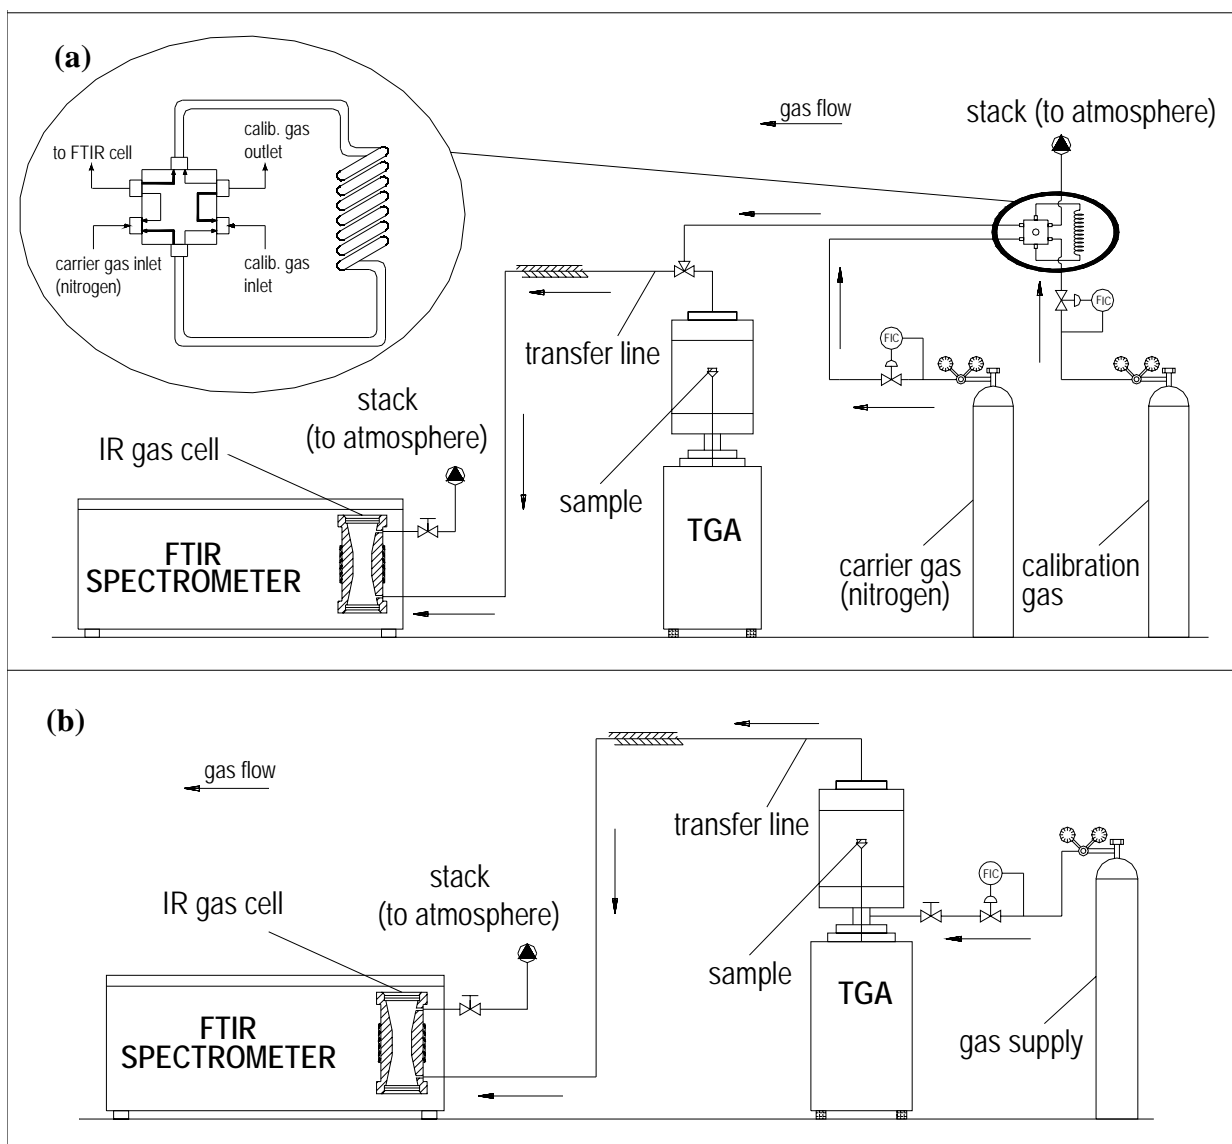 (a)
gas flow
stack (to atmosphere)
calib. gas
outlet
to FTIR cell
carrier gas inlet
(nitrogen)
calib. gas
inlet
FIC
FIC
transfer line
stack
(to atmosphere)
IR gas cell
sample
TGA
FTIR
SPECTROMETER
carrier gas
(nitrogen)
calibration
gas
(b)
gas flow
transfer line
stack
(to atmosphere)
IR gas cell
FIC
sample
TGA
FTIR
SPECTROMETER
gas supply